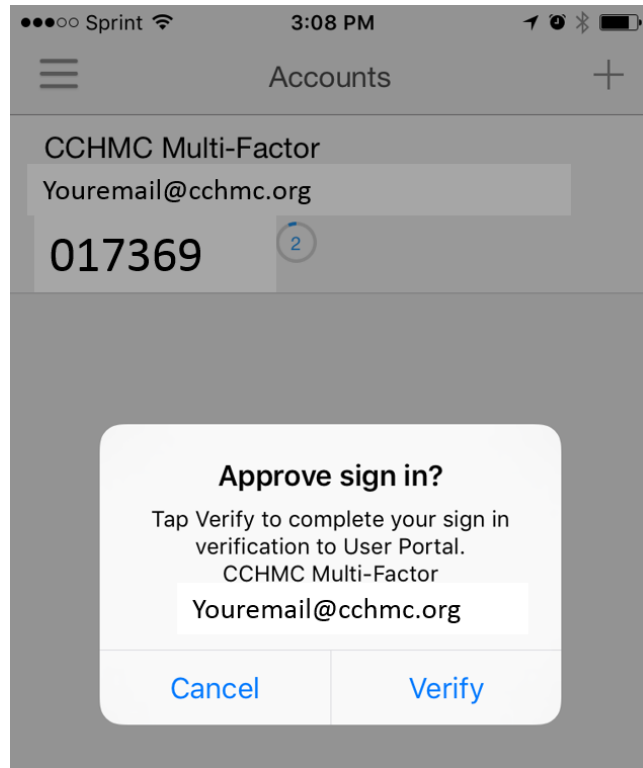 ●●●○○ Sprint 3:08 PM
Accounts
CCHMC Multi-Factor
Youremail@cchmc.org
017369 2
Approve sign in?
Tap Verify to complete your sign in
verification to User Portal.
CCHMC Multi-Factor
Youremail@cchmc.org
Cancel Verify